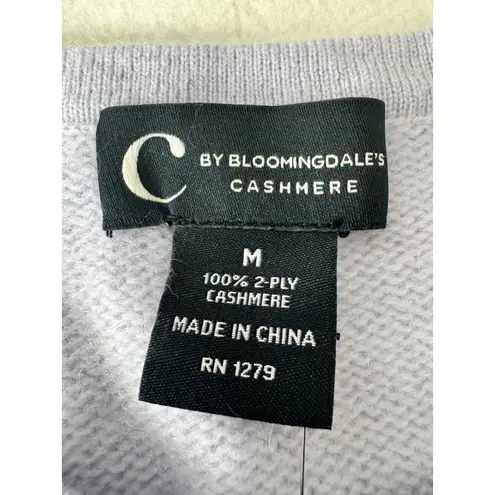 C
BY BLOOMINGDALE'S
CASHMERE
M
100% 2-PLY
CASHMERE
MADE IN CHINA
RN 1279